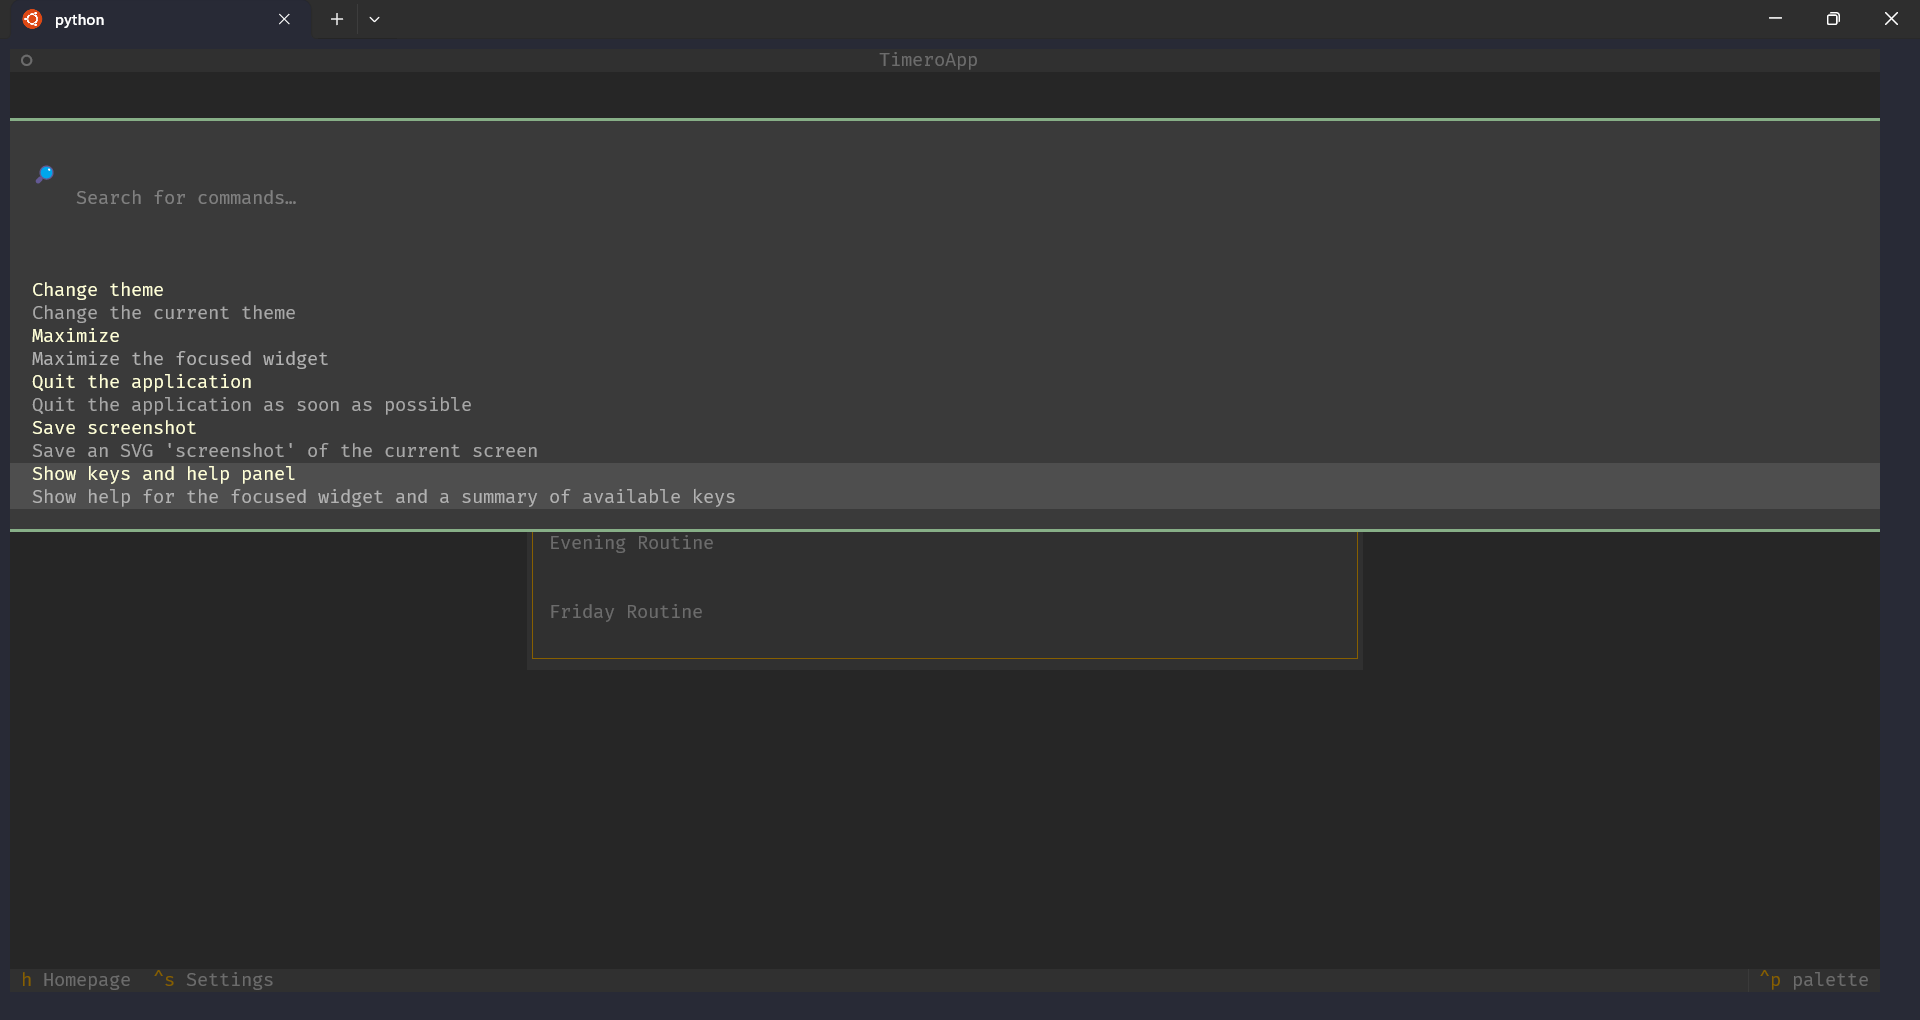 python
TimeroApp
Search for commands…
Change theme
Change the current theme
Maximize
Maximize the focused widget
Quit the application
Quit the application as soon as possible
Save screenshot
Save an SVG 'screenshot' of the current screen
Show keys and help panel
Show help for the focused widget and a summary of available keys
Evening Routine
Friday Routine
h Homepage ^s Settings ^p palette